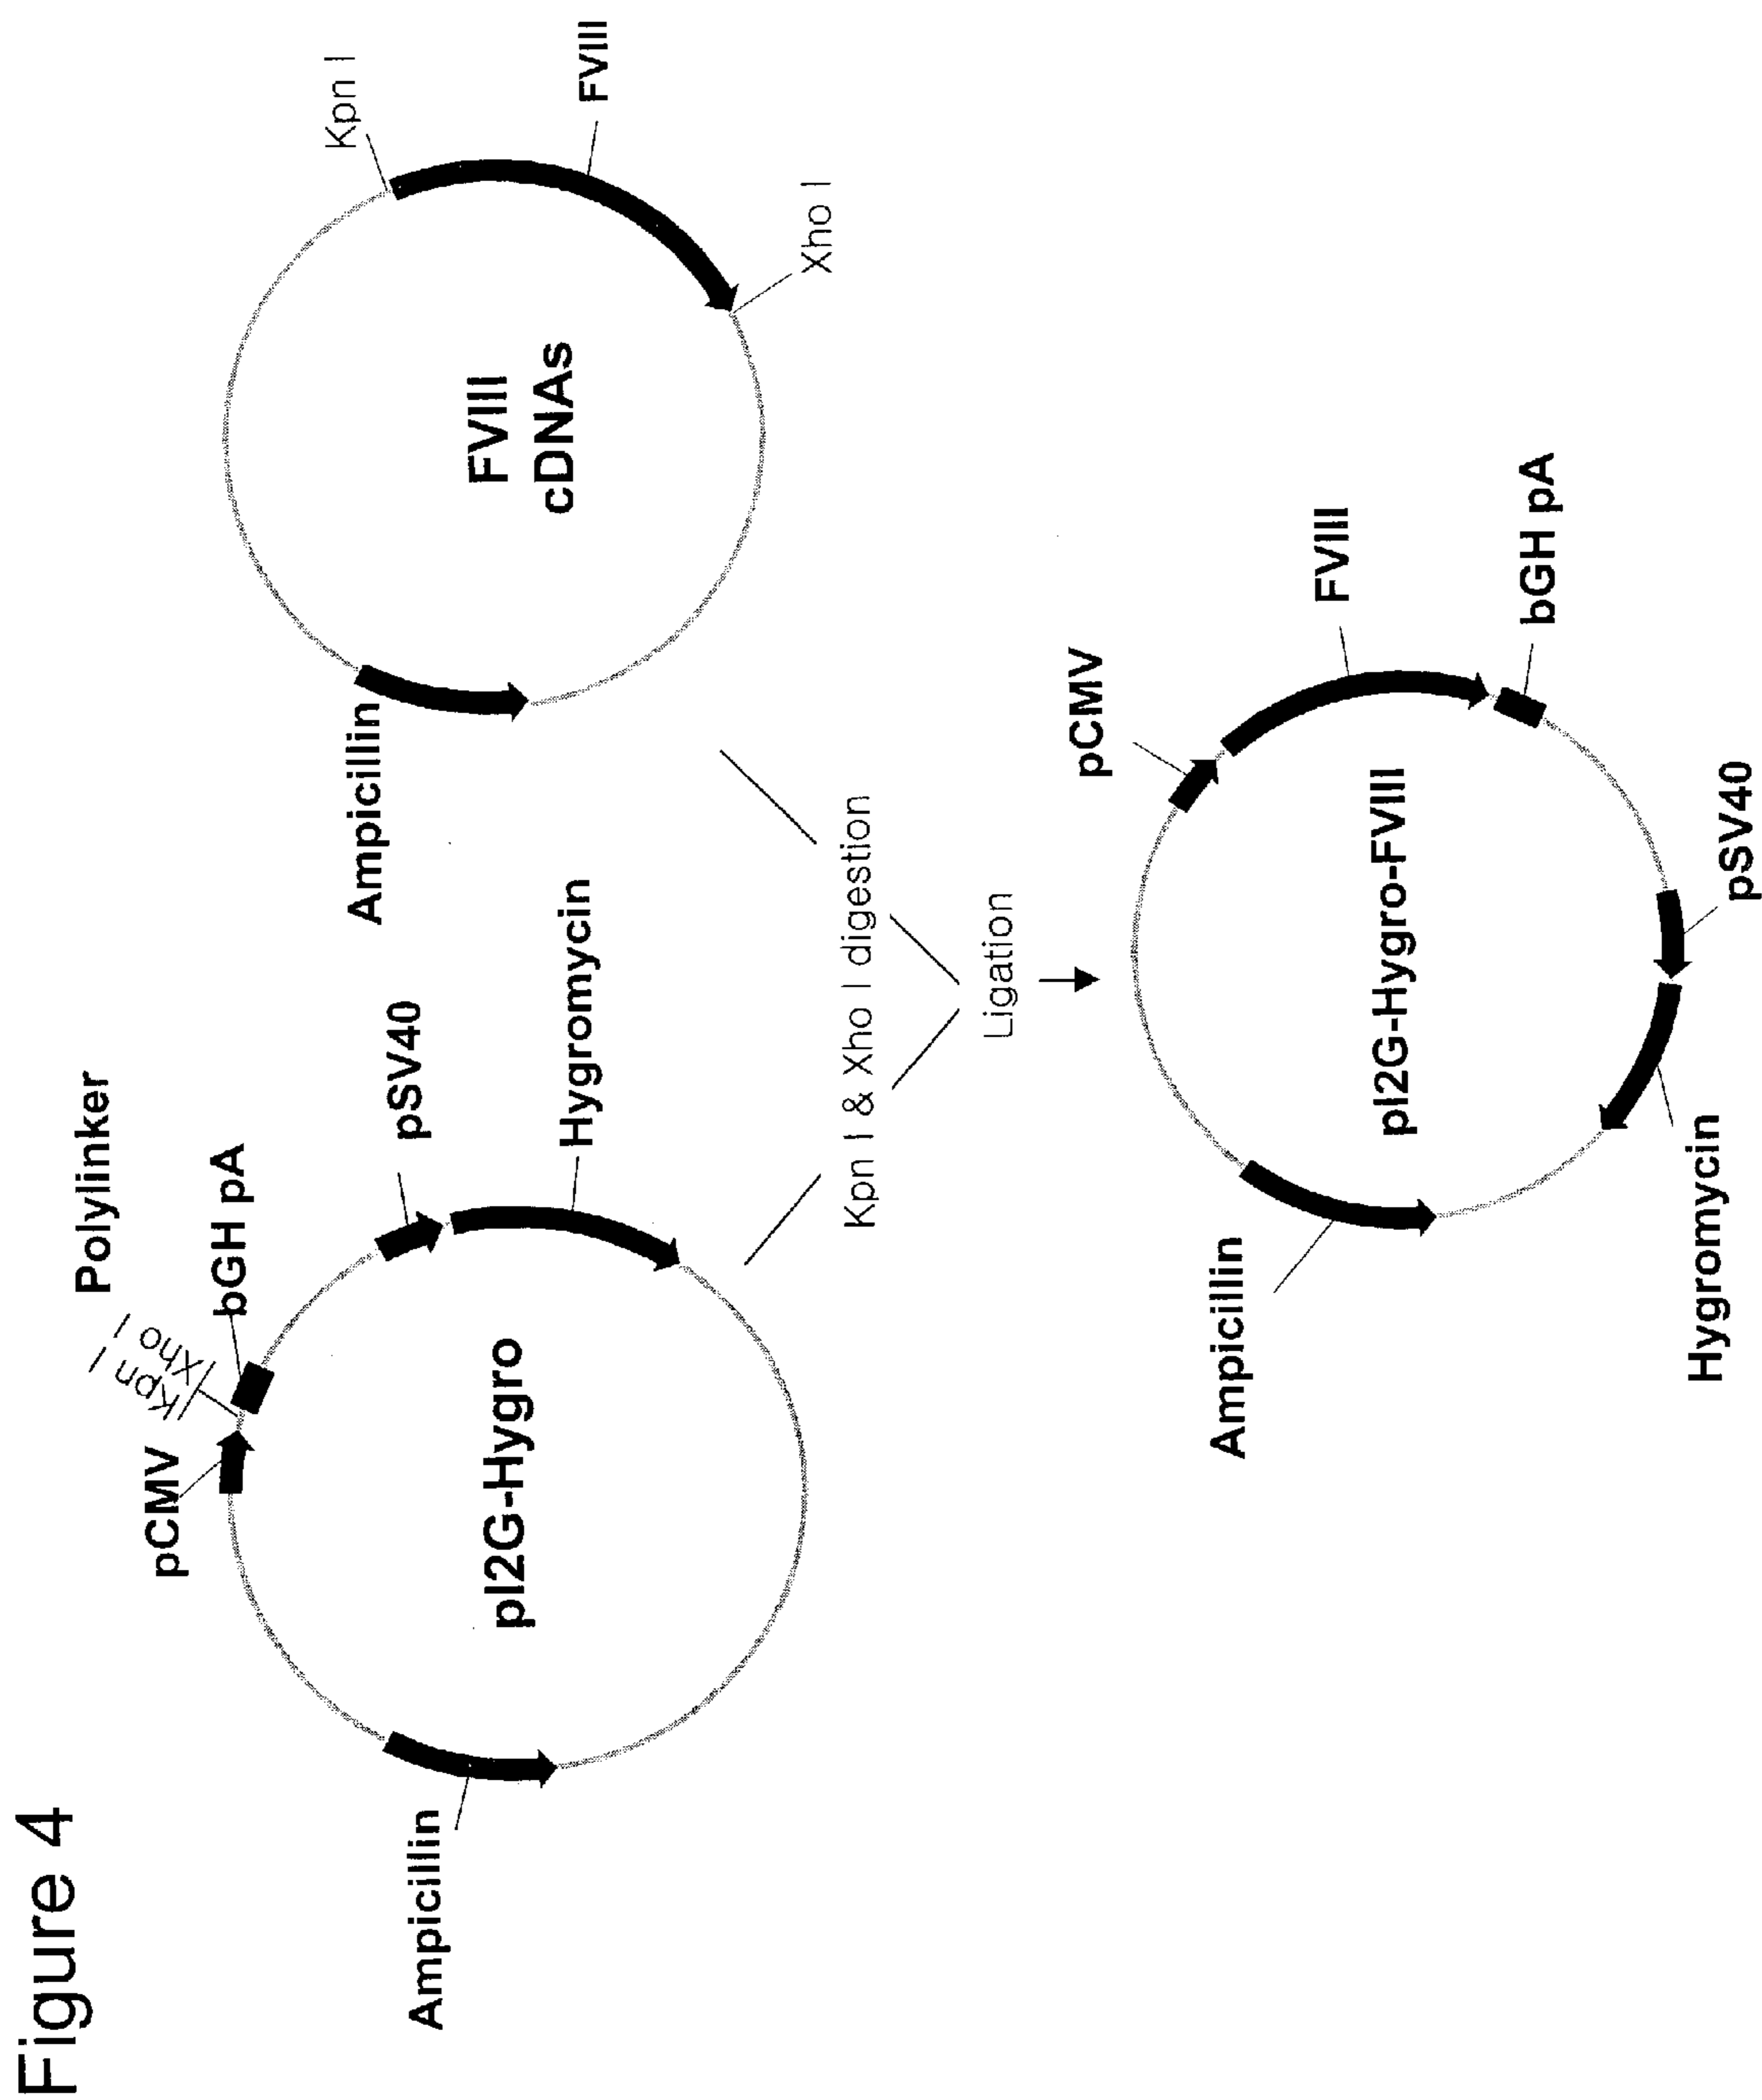 Figure 4
Polylinker
Kpn I
Xho I
pCMV
bGH pA
pSV40
Hygromycin
Ampicillin
pI2G-Hygro
Kpn I
FVIII
Xho I
Ampicillin
FVIII
cDNAs
Kpn I & Xho I digestion
Ligation
pCMV
FVIII
bGH pA
pSV40
Hygromycin
Ampicillin
pI2G-Hygro-FVIII